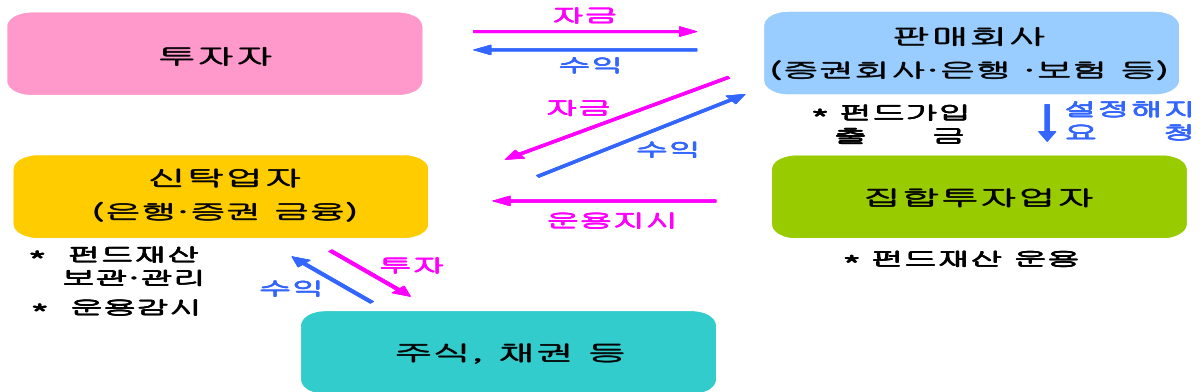 자금
투자자
수익
판매회사
(증권회사·은행 ·보험 등)
자금
수익
* 펀드가입
출 금
설정해지
요 청
신탁업자
(은행·증권 금융)
운용지시
집합투자업자
* 펀드재산
보관·관리
* 운용감시
수익
투자
* 펀드재산 운용
주식, 채권 등